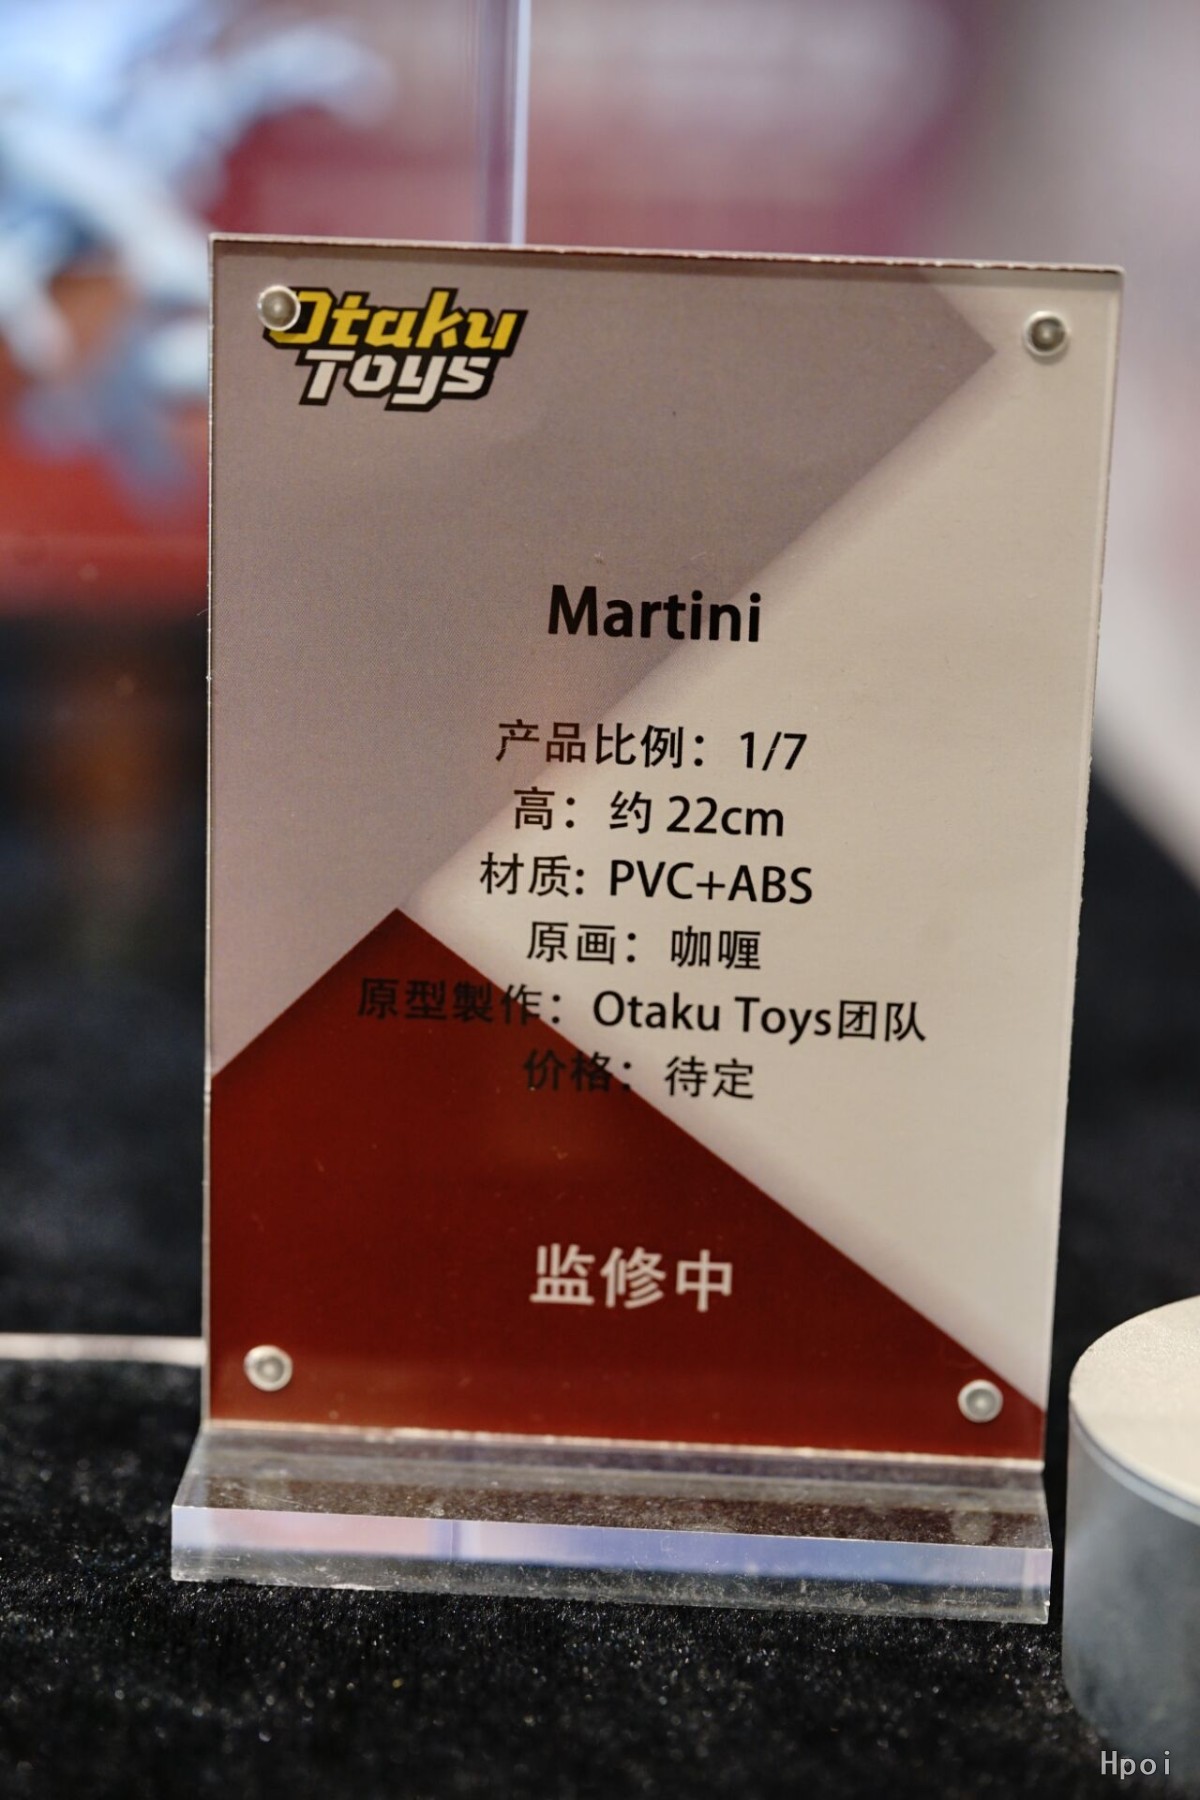 Otaku
Toys
Martini
产品比例：1/7
高：约 22cm
材质：PVC+ABS
原画：咖喱
原型製作：Otaku Toys团队
价格：待定
监修中
Hpoi